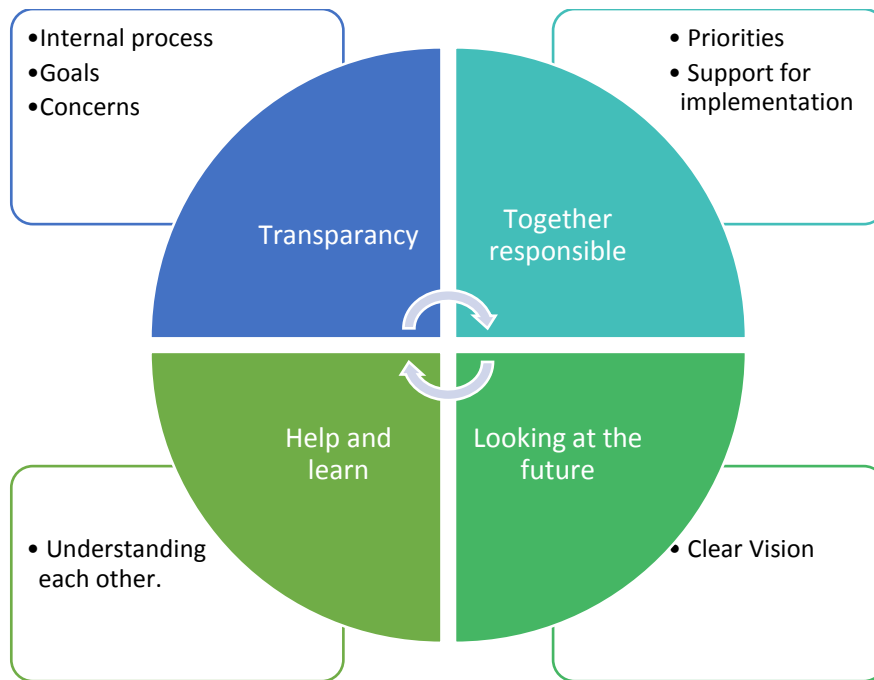 •Internal process
•Goals
•Concerns
• Priorities
• Support for
implementation
Transparancy
Together
responsible
Help and
learn
Looking at the
future
• Understanding
each other.
• Clear Vision